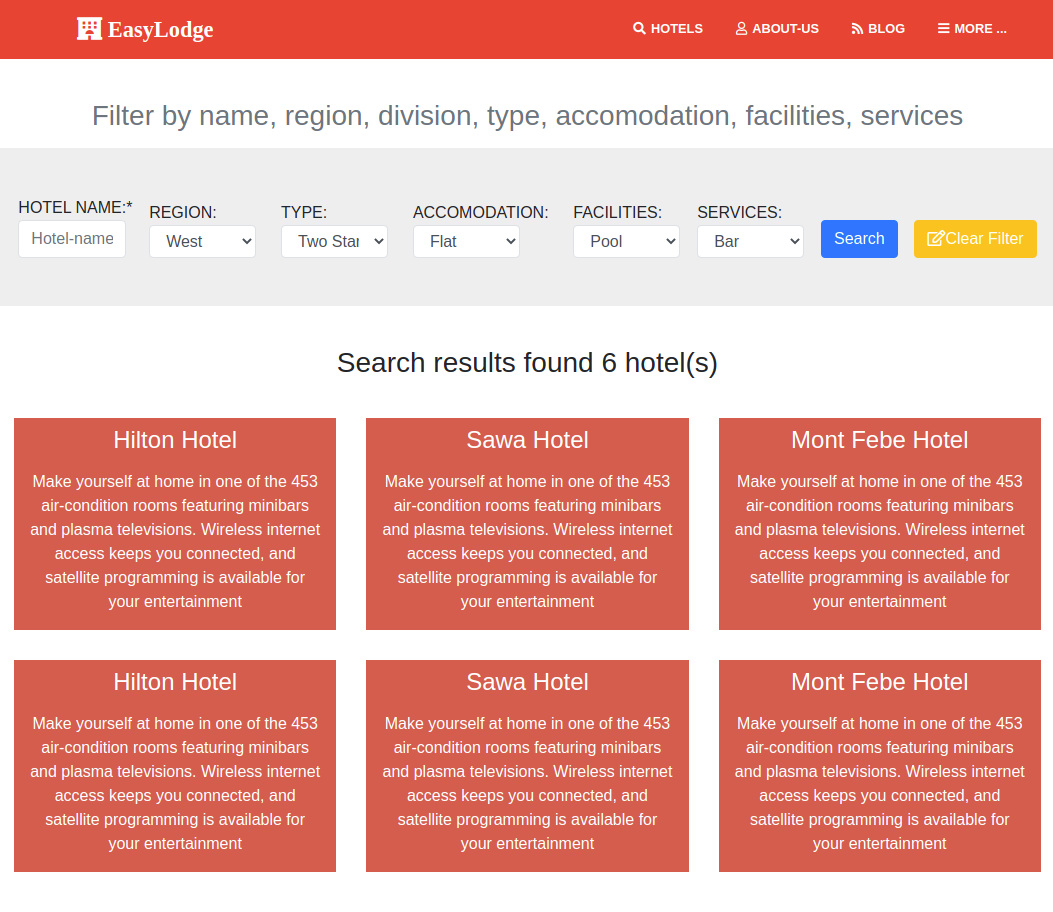 EasyLodge
HOTELS ABOUT-US BLOG MORE ...
Filter by name, region, division, type, accomodation, facilities, services
HOTEL NAME:* REGION: TYPE: ACCOMODATION: FACILITIES: SERVICES:
Hotel-name West Two Star Flat Pool Bar Search Clear Filter
Search results found 6 hotel(s)
Hilton Hotel
Make yourself at home in one of the 453
air-condition rooms featuring minibars
and plasma televisions. Wireless internet
access keeps you connected, and
satellite programming is available for
your entertainment
Sawa Hotel
Make yourself at home in one of the 453
air-condition rooms featuring minibars
and plasma televisions. Wireless internet
access keeps you connected, and
satellite programming is available for
your entertainment
Mont Febe Hotel
Make yourself at home in one of the 453
air-condition rooms featuring minibars
and plasma televisions. Wireless internet
access keeps you connected, and
satellite programming is available for
your entertainment
Hilton Hotel
Make yourself at home in one of the 453
air-condition rooms featuring minibars
and plasma televisions. Wireless internet
access keeps you connected, and
satellite programming is available for
your entertainment
Sawa Hotel
Make yourself at home in one of the 453
air-condition rooms featuring minibars
and plasma televisions. Wireless internet
access keeps you connected, and
satellite programming is available for
your entertainment
Mont Febe Hotel
Make yourself at home in one of the 453
air-condition rooms featuring minibars
and plasma televisions. Wireless internet
access keeps you connected, and
satellite programming is available for
your entertainment